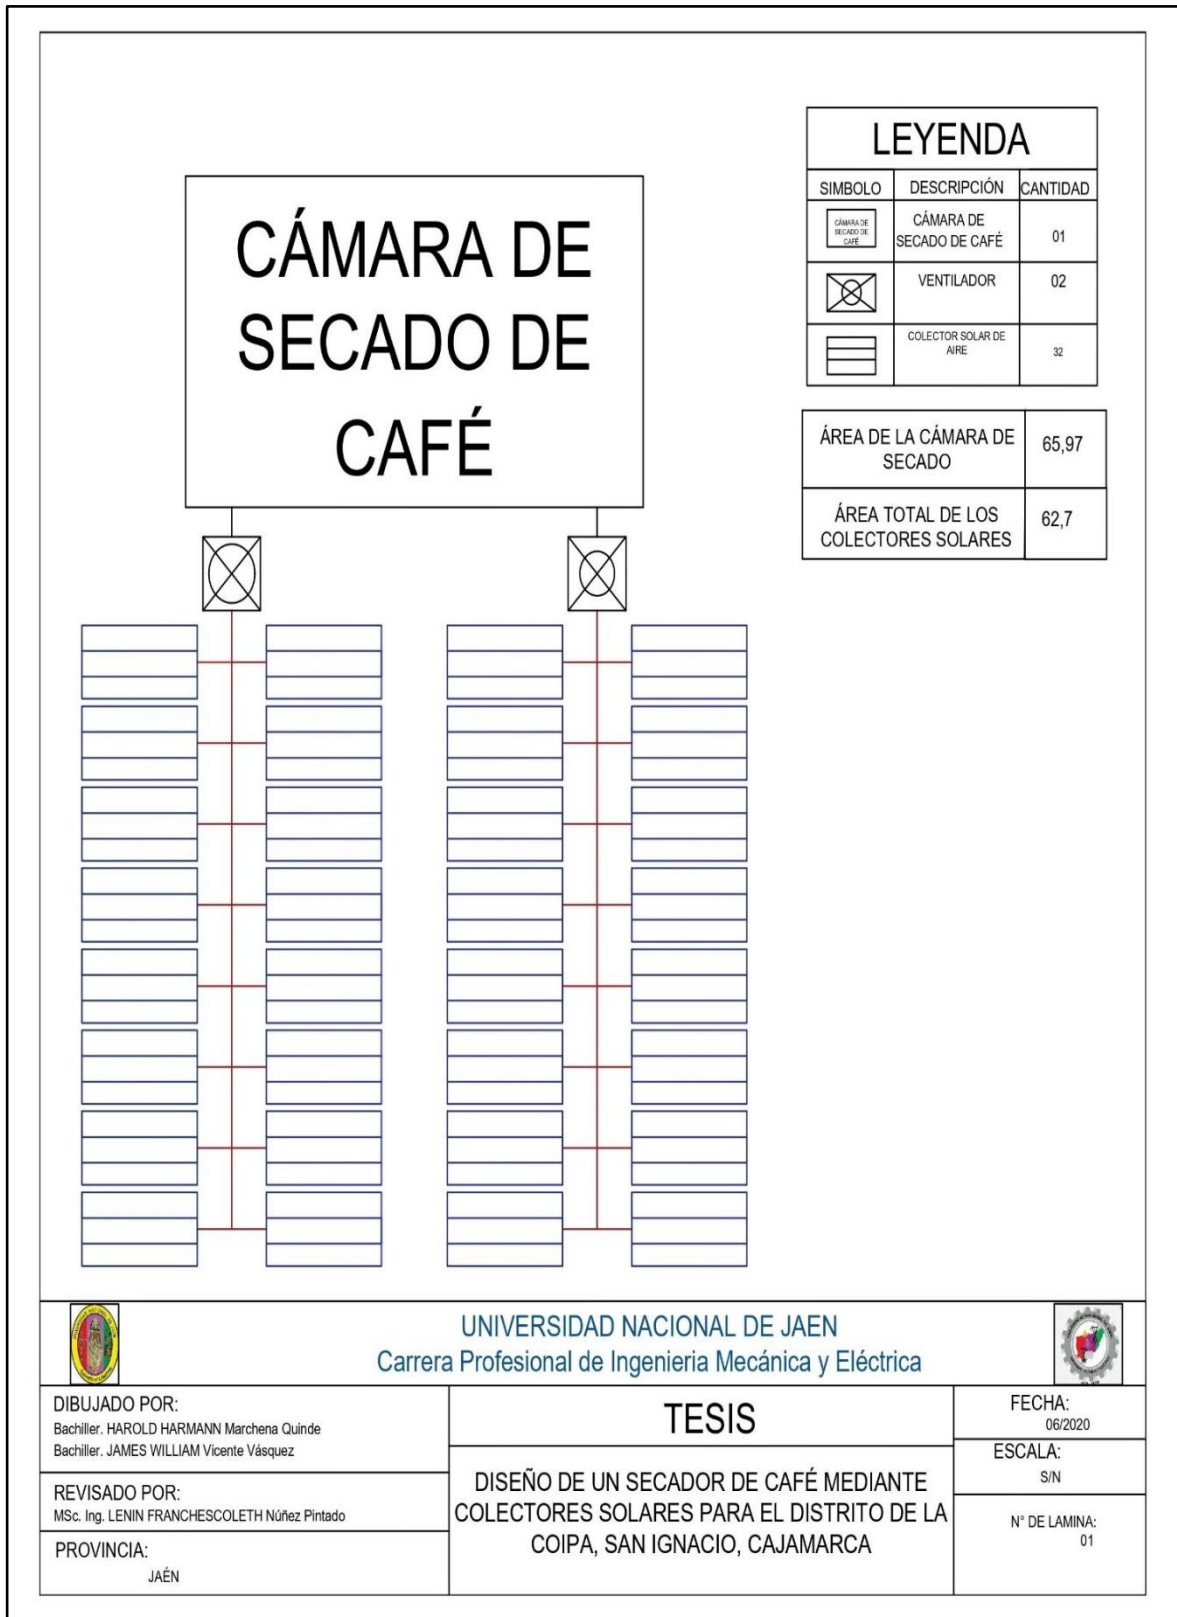 LEYENDA
SIMBOLO DESCRIPCIÓN CANTIDAD
CÁMARA DE
SECADO DE
CAFÉ
CÁMARA DE
SECADO DE CAFÉ
01
VENTILADOR 02
COLECTOR SOLAR DE
AIRE
32
CÁMARA DE
SECADO DE
CAFÉ
ÁREA DE LA CÁMARA DE
SECADO
65,97
ÁREA TOTAL DE LOS
COLECTORES SOLARES
62,7
UNIVERSIDAD NACIONAL DE JAEN
Carrera Profesional de Ingenieria Mecánica y Eléctrica
DIBUJADO POR:
Bachiller. HAROLD HARMANN Marchena Quinde
Bachiller. JAMES WILLIAM Vicente Vásquez
REVISADO POR:
MSc. Ing. LENIN FRANCHESCOLETH Núñez Pintado
PROVINCIA:
JAÉN
TESIS
DISEÑO DE UN SECADOR DE CAFÉ MEDIANTE
COLECTORES SOLARES PARA EL DISTRITO DE LA
COIPA, SAN IGNACIO, CAJAMARCA
FECHA:
06/2020
ESCALA:
S/N
N° DE LAMINA:
01